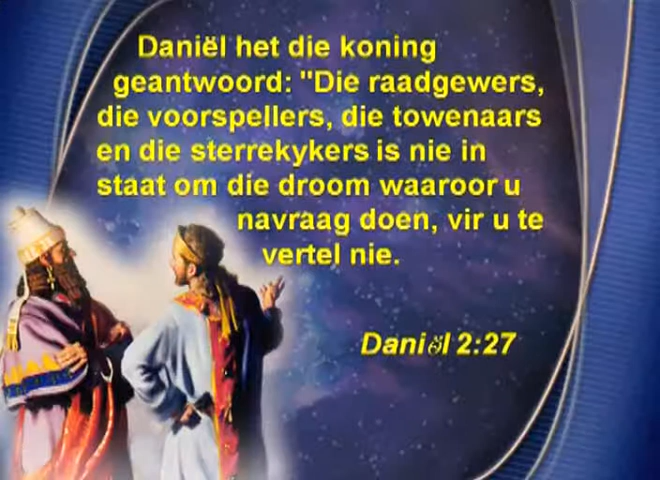 Daniël het die koning
geantwoord: "Die raadgewers,
die voorspellers, die towenaars
en die sterrekykers is nie in
staat om die droom waaroor u
navraag doen, vir u te
vertel nie.
Daniël 2:27